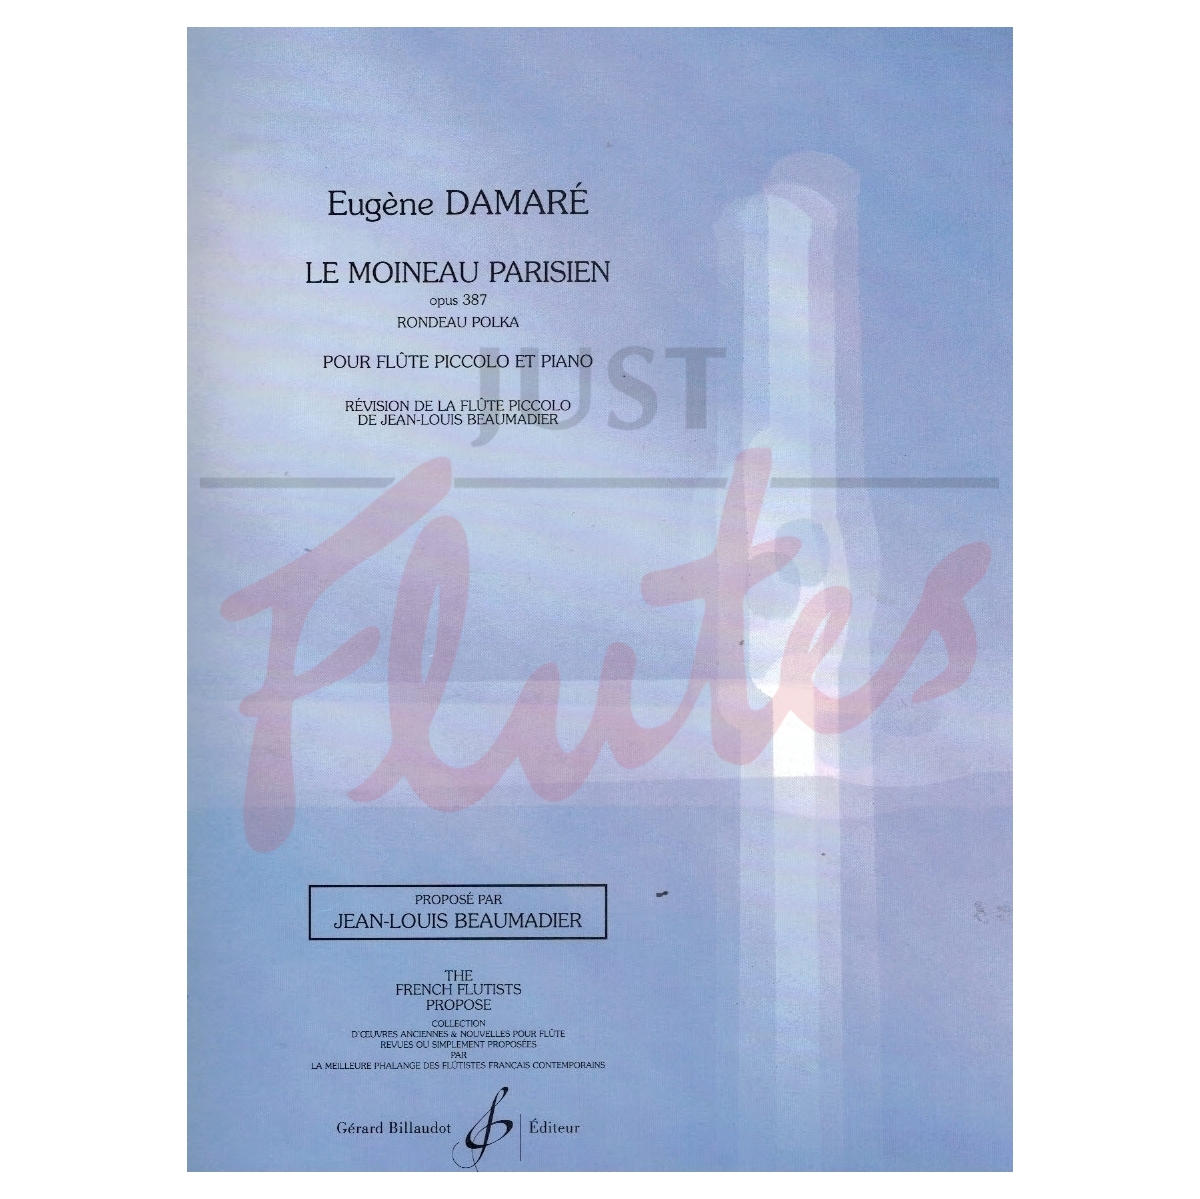 Eugène DAMARÉ
LE MOINEAU PARISIEN
opus 387
RONDEAU POLKA
POUR FLÛTE PICCOLO ET PIANO
JUST
RÉVISION DE LA FLÛTE PICCOLO
DE JEAN-LOUIS BEAUMADIER
Flutes
PROPOSÉ PAR
JEAN-LOUIS BEAUMADIER
THE
FRENCH FLUTISTS
PROPOSE
COLLECTION
D'ŒUVRES ANCIENNES & NOUVELLES POUR FLÛTE
REVUES OU SIMPLEMENT PROPOSÉES
PAR
LA MEILLEURE PHALANGE DES FLÛTISTES FRANÇAIS CONTEMPORAINS
Gérard Billaudot Éditeur